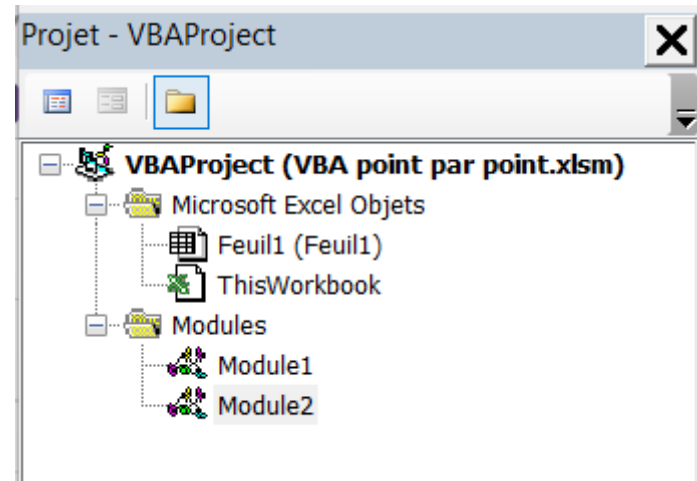 Projet - VBAProject
VBAProject (VBA point par point.xlsm)
Microsoft Excel Objets
Feuil1 (Feuil1)
ThisWorkbook
Modules
Module1
Module2